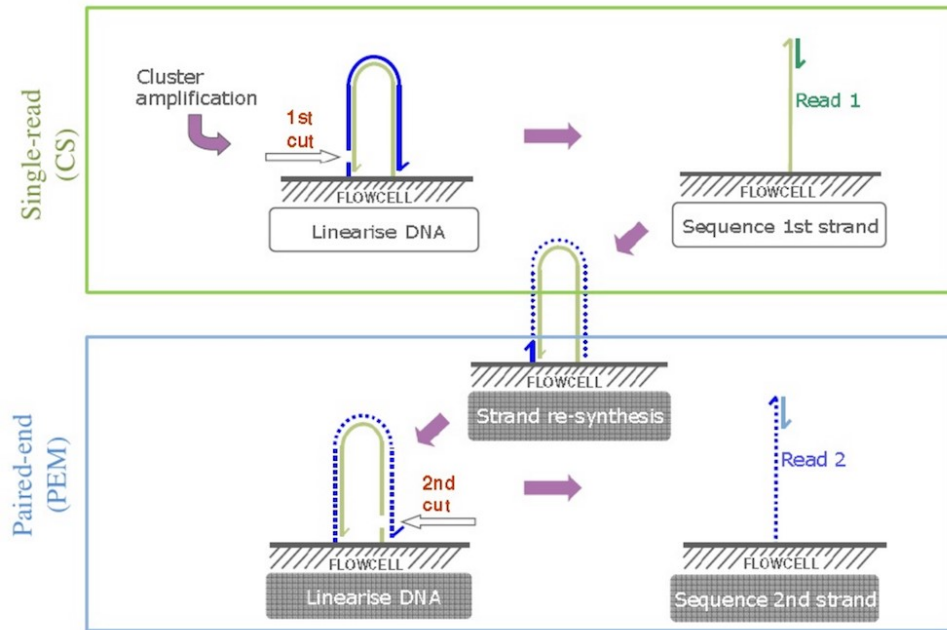 Single-read
(CS)
Cluster
amplification
1st
cut
FLOWCELL
Linearise DNA
Read 1
FLOWCELL
Sequence 1st strand
FLOWCELL
Strand re-synthesis
Paired-end
(PEM)
2nd
cut
FLOWCELL
Linearise DNA
Read 2
FLOWCELL
Sequence 2nd strand